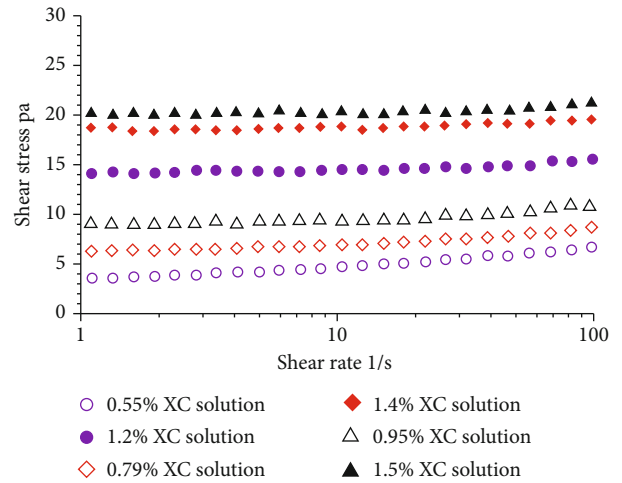 Shear stress pa
30
25
20
15
10
5
0
1
10
100
Shear rate 1/s
0.55% XC solution
1.2% XC solution
0.79% XC solution
1.4% XC solution
0.95% XC solution
1.5% XC solution